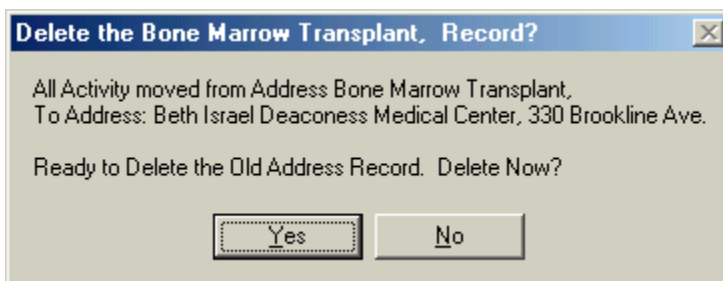 Delete the Bone Marrow Transplant, Record?
All Activity moved from Address Bone Marrow Transplant,
To Address: Beth Israel Deaconess Medical Center, 330 Brookline Ave.
Ready to Delete the Old Address Record. Delete Now?
Yes No